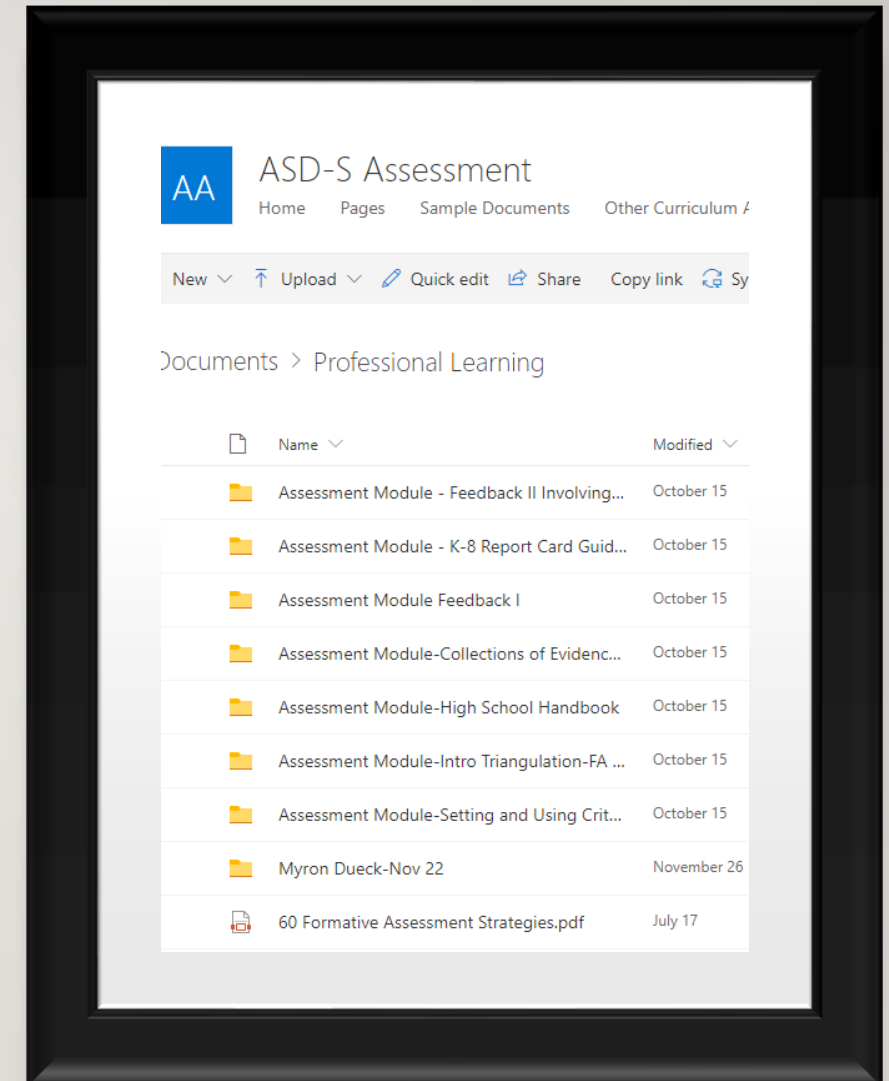 AA
ASD-S Assessment
Home Pages Sample Documents Other Curriculum
New Upload Quick edit Share Copy link Sy
Documents > Professional Learning
Name Modified
Assessment Module - Feedback II Involving... October 15
Assessment Module - K-8 Report Card Guid... October 15
Assessment Module Feedback I October 15
Assessment Module-Collections of Evidenc... October 15
Assessment Module-High School Handbook October 15
Assessment Module-Intro Triangulation-FA ... October 15
Assessment Module-Setting and Using Crit... October 15
Myron Dueck-Nov 22 November 26
60 Formative Assessment Strategies.pdf July 17